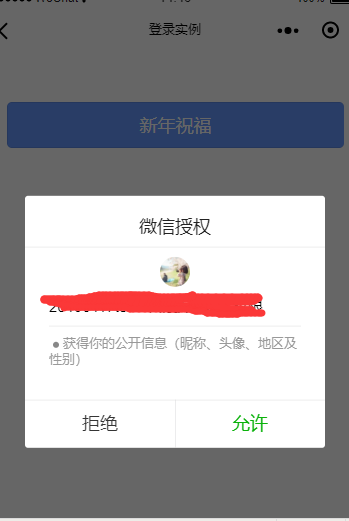 登录实例
新年祝福
微信授权
获得你的公开信息（昵称、头像、地区及
性别）
拒绝
允许